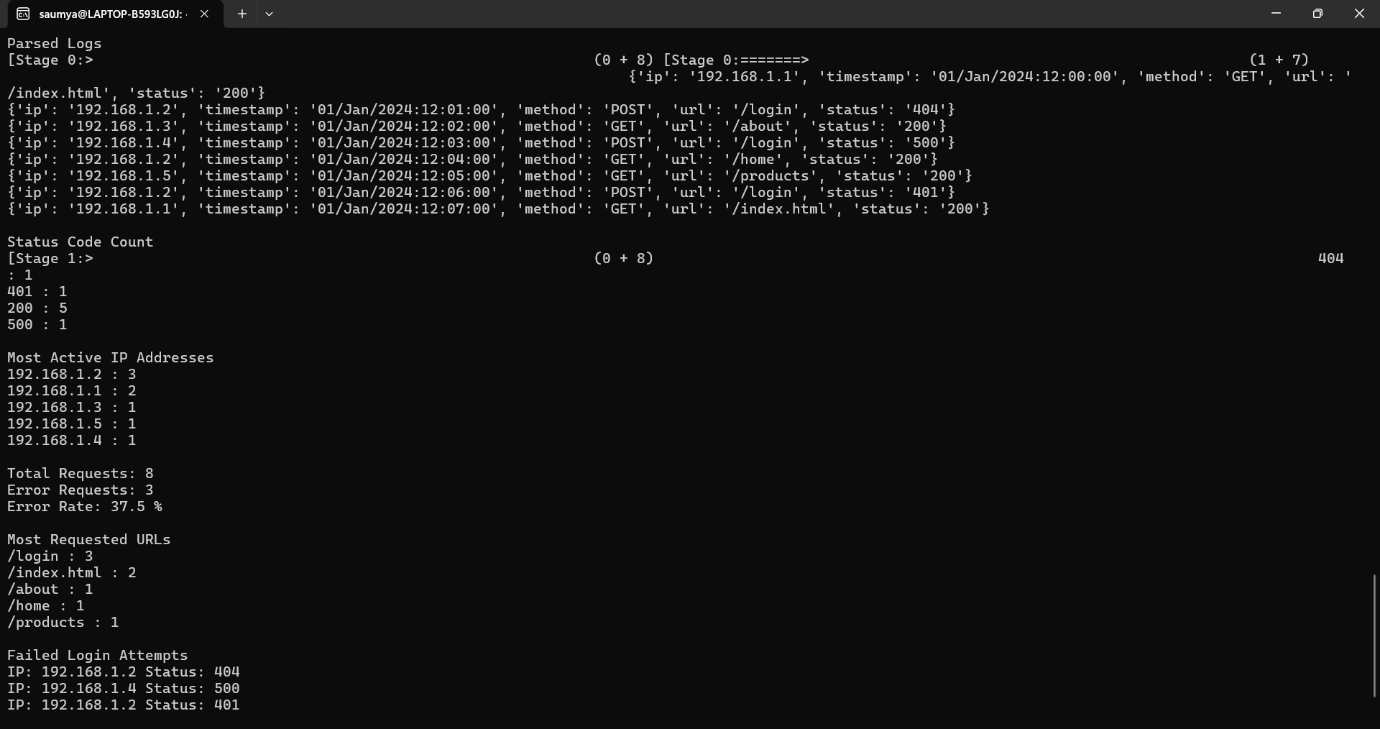 saumya@LAPTOP-B593LG0J: ·
Parsed Logs
[Stage 0:> (0 + 8) [Stage 0:=======> (1 + 7)
{'ip': '192.168.1.1', 'timestamp': '01/Jan/2024:12:00:00', 'method': 'GET', 'url': '
/index.html', 'status': '200'}
{'ip': '192.168.1.2', 'timestamp': '01/Jan/2024:12:01:00', 'method': 'POST', 'url': '/login', 'status': '404'}
{'ip': '192.168.1.3', 'timestamp': '01/Jan/2024:12:02:00', 'method': 'GET', 'url': '/about', 'status': '200'}
{'ip': '192.168.1.4', 'timestamp': '01/Jan/2024:12:03:00', 'method': 'POST', 'url': '/login', 'status': '500'}
{'ip': '192.168.1.2', 'timestamp': '01/Jan/2024:12:04:00', 'method': 'GET', 'url': '/home', 'status': '200'}
{'ip': '192.168.1.5', 'timestamp': '01/Jan/2024:12:05:00', 'method': 'GET', 'url': '/products', 'status': '200'}
{'ip': '192.168.1.2', 'timestamp': '01/Jan/2024:12:06:00', 'method': 'POST', 'url': '/login', 'status': '401'}
{'ip': '192.168.1.1', 'timestamp': '01/Jan/2024:12:07:00', 'method': 'GET', 'url': '/index.html', 'status': '200'}
Status Code Count
[Stage 1:> (0 + 8) 404
: 1
401 : 1
200 : 5
500 : 1
Most Active IP Addresses
192.168.1.2 : 3
192.168.1.1 : 2
192.168.1.3 : 1
192.168.1.5 : 1
192.168.1.4 : 1
Total Requests: 8
Error Requests: 3
Error Rate: 37.5 %
Most Requested URLs
/login : 3
/index.html : 2
/about : 1
/home : 1
/products : 1
Failed Login Attempts
IP: 192.168.1.2 Status: 404
IP: 192.168.1.4 Status: 500
IP: 192.168.1.2 Status: 401